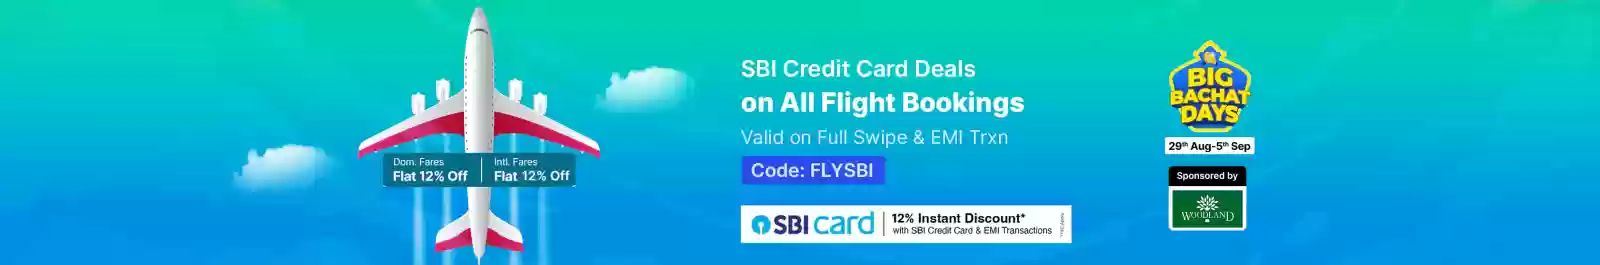 Dom. Fares
Flat 12% Off
Intl. Fares
Flat 12% Off
SBI Credit Card Deals
on All Flight Bookings
Valid on Full Swipe & EMI Trxn
Code: FLYSBI
SBI card
12% Instant Discount*
with SBI Credit Card & EMI Transactions
BIG
BACHAT
DAYS
29th Aug-5th Sep
Sponsored by
WOODLAND